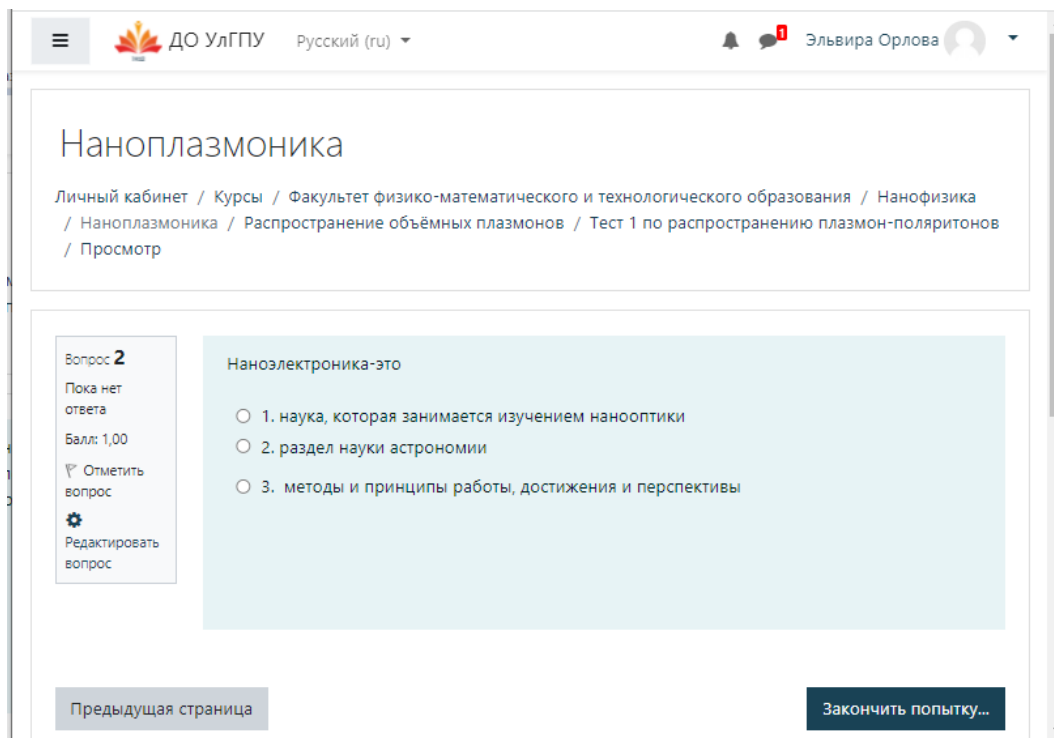 ДО УлГПУ Русский (ru) 1 Эльвира Орлова
Наноплазмоника
Личный кабинет / Курсы / Факультет физико-математического и технологического образования / Нанофизика
/ Наноплазмоника / Распространение объёмных плазмонов / Тест 1 по распространению плазмон-поляритонов
/ Просмотр
Вопрос 2
Пока нет
ответа
Балл: 1,00
Отметить
вопрос
Редактировать
вопрос
Наноэлектроника-это
1. наука, которая занимается изучением нанооптики
2. раздел науки астрономии
3. методы и принципы работы, достижения и перспективы
Предыдущая страница
Закончить попытку...